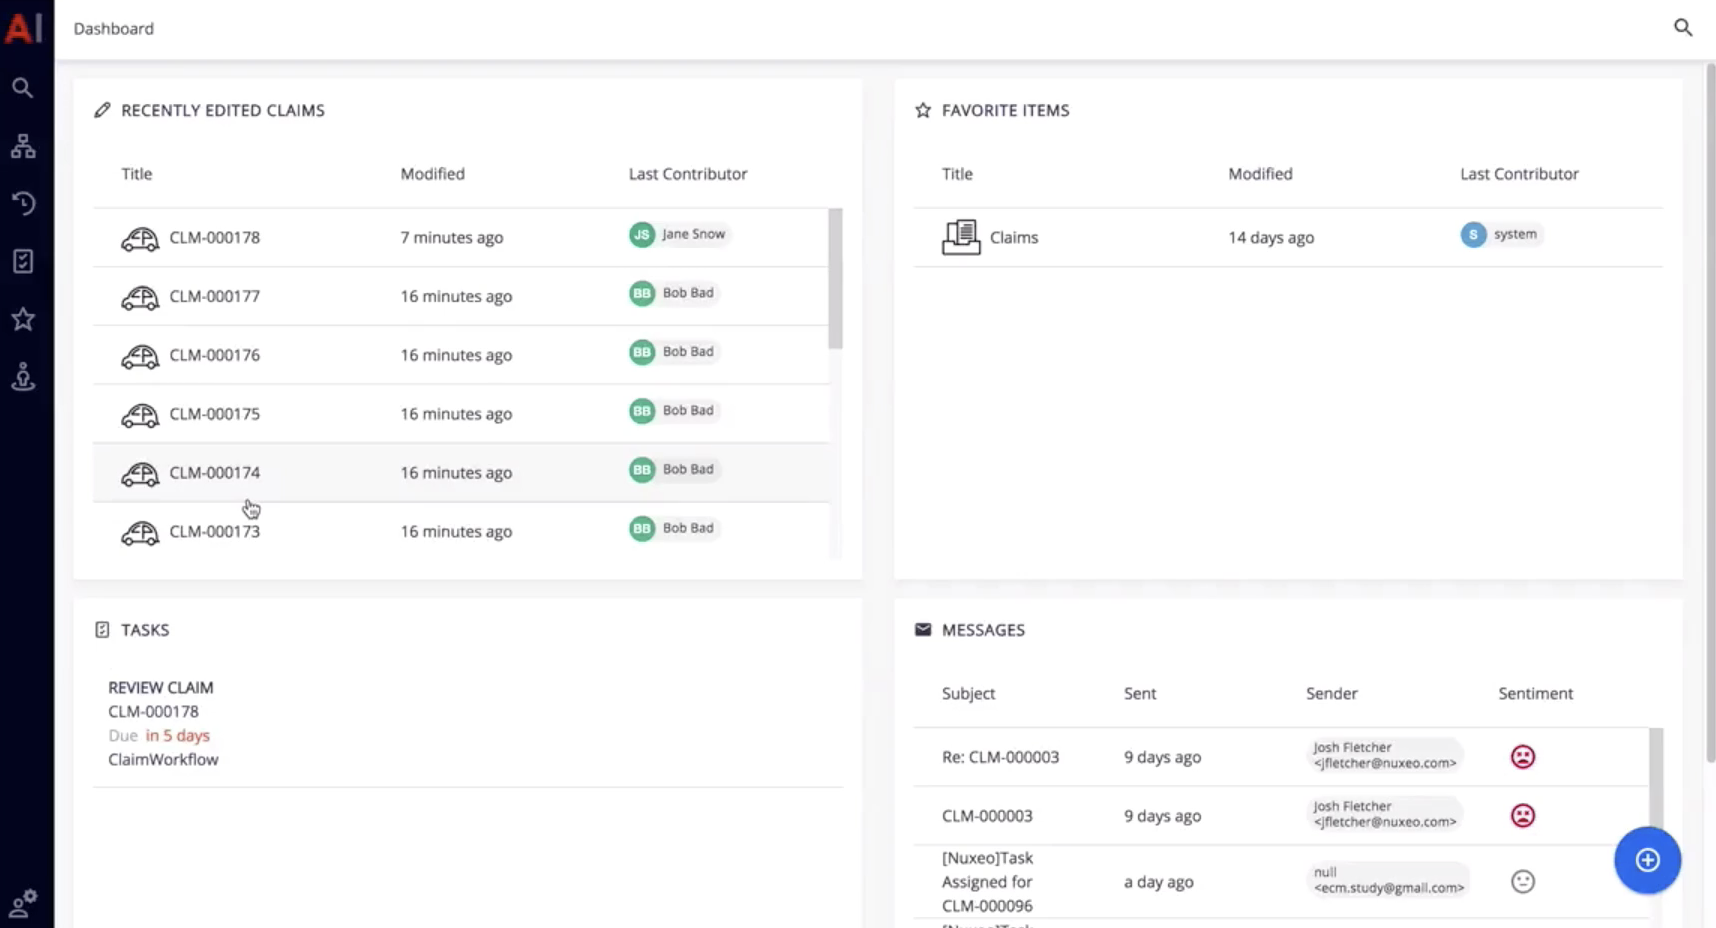 AI
Dashboard
RECENTLY EDITED CLAIMS
Title Modified Last Contributor
CLM-000178 7 minutes ago JS Jane Snow
CLM-000177 16 minutes ago BB Bob Bad
CLM-000176 16 minutes ago BB Bob Bad
CLM-000175 16 minutes ago BB Bob Bad
CLM-000174 16 minutes ago BB Bob Bad
CLM-000173 16 minutes ago BB Bob Bad
FAVORITE ITEMS
Title Modified Last Contributor
Claims 14 days ago S system
TASKS
REVIEW CLAIM
CLM-000178
Due in 5 days
ClaimWorkflow
MESSAGES
Subject Sent Sender Sentiment
Re: CLM-000003 9 days ago Josh Fletcher
<jfletcher@nuxeo.com>
CLM-000003 9 days ago Josh Fletcher
<jfletcher@nuxeo.com>
[Nuxeo]Task
Assigned for
CLM-000096 a day ago null
<ecm.study@gmail.com>